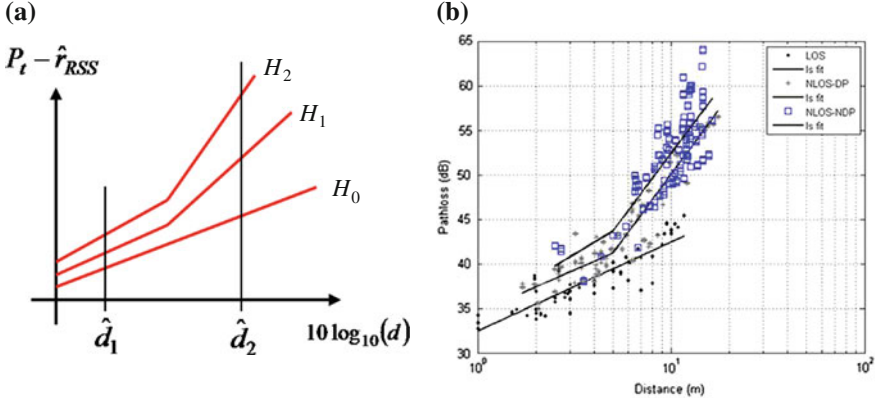 (a)
P_t − r̂_RSS
H_2
H_1
H_0
d̂_1
d̂_2
10 log_10(d)
(b)
65
60
55
50
45
40
35
30
Pathloss (dB)
10^0
10^1
10^2
Distance (m)
LOS
ls fit
NLOS-DP
ls fit
NLOS-NDP
ls fit